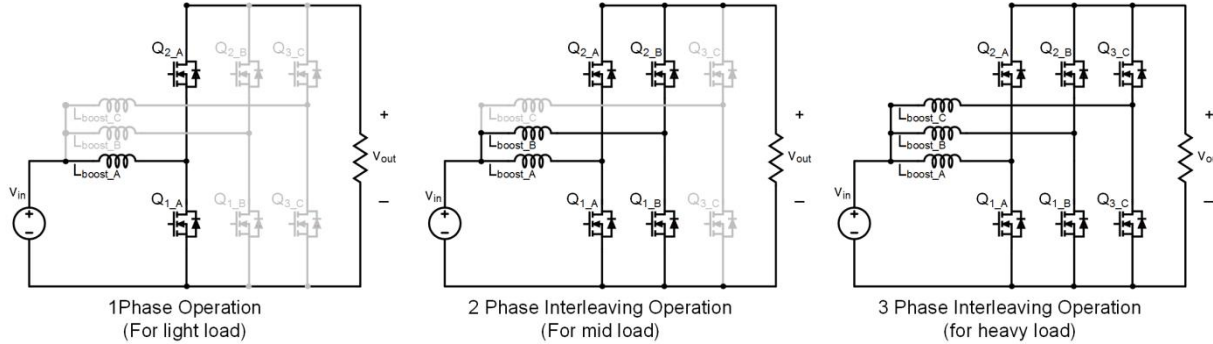 Q2_A
Q2_B
Q3_C
Lboost_C
Lboost_B
Lboost_A
Vin
+
−
Q1_A
Q1_B
Q3_C
+
Vout
−
1Phase Operation
(For light load)
Q2_A
Q2_B
Q3_C
Lboost_C
Lboost_B
Lboost_A
Vin
+
−
Q1_A
Q1_B
Q3_C
+
Vout
−
2 Phase Interleaving Operation
(For mid load)
Q2_A
Q2_B
Q3_C
Lboost_C
Lboost_B
Lboost_A
Vin
+
−
Q1_A
Q1_B
Q3_C
+
Vou
−
3 Phase Interleaving Operation
(for heavy load)